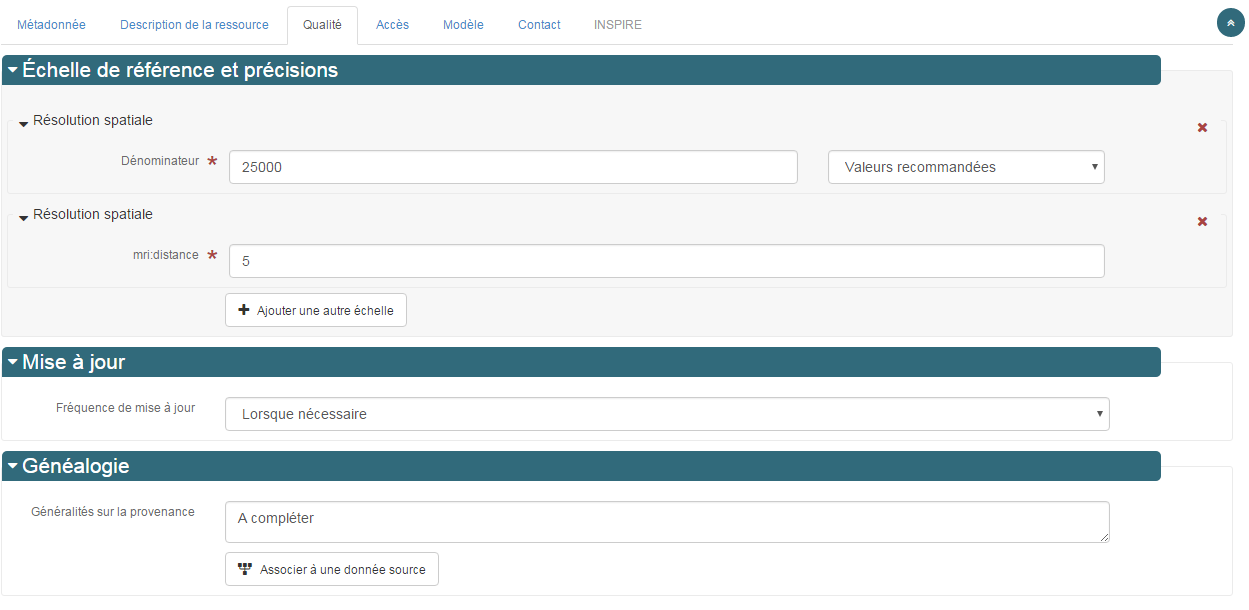 Métadonnée Description de la ressource Qualité Accès Modèle Contact INSPIRE
Échelle de référence et précisions
Résolution spatiale
Dénominateur * 25000 Valeurs recommandées
Résolution spatiale
mri:distance * 5
Ajouter une autre échelle
Mise à jour
Fréquence de mise à jour Lorsque nécessaire
Généalogie
Généralités sur la provenance A compléter
Associer à une donnée source